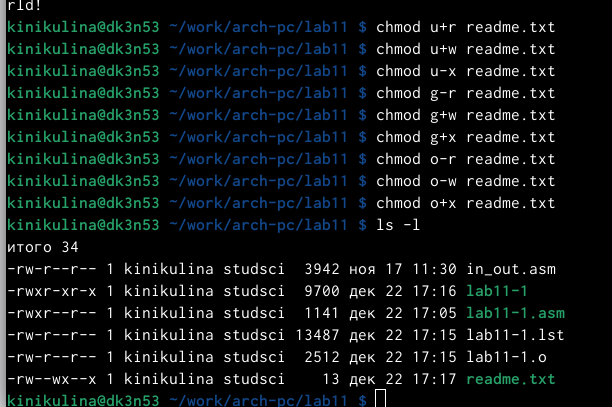 rld!
kinikulina@dk3n53 ~/work/arch-pc/lab11 $ chmod u+r readme.txt
kinikulina@dk3n53 ~/work/arch-pc/lab11 $ chmod u+w readme.txt
kinikulina@dk3n53 ~/work/arch-pc/lab11 $ chmod u-x readme.txt
kinikulina@dk3n53 ~/work/arch-pc/lab11 $ chmod g-r readme.txt
kinikulina@dk3n53 ~/work/arch-pc/lab11 $ chmod g+w readme.txt
kinikulina@dk3n53 ~/work/arch-pc/lab11 $ chmod g+x readme.txt
kinikulina@dk3n53 ~/work/arch-pc/lab11 $ chmod o-r readme.txt
kinikulina@dk3n53 ~/work/arch-pc/lab11 $ chmod o-w readme.txt
kinikulina@dk3n53 ~/work/arch-pc/lab11 $ chmod o+x readme.txt
kinikulina@dk3n53 ~/work/arch-pc/lab11 $ ls -l
итого 34
-rw-r--r-- 1 kinikulina studsci  3942 ноя 17 11:30 in_out.asm
-rwxr-xr-x 1 kinikulina studsci  9700 дек 22 17:16 lab11-1
-rwxr--r-- 1 kinikulina studsci  1141 дек 22 17:05 lab11-1.asm
-rw-r--r-- 1 kinikulina studsci 13487 дек 22 17:15 lab11-1.lst
-rw-r--r-- 1 kinikulina studsci  2512 дек 22 17:15 lab11-1.o
-rw--wx--x 1 kinikulina studsci    13 дек 22 17:17 readme.txt
kinikulina@dk3n53 ~/work/arch-pc/lab11 $